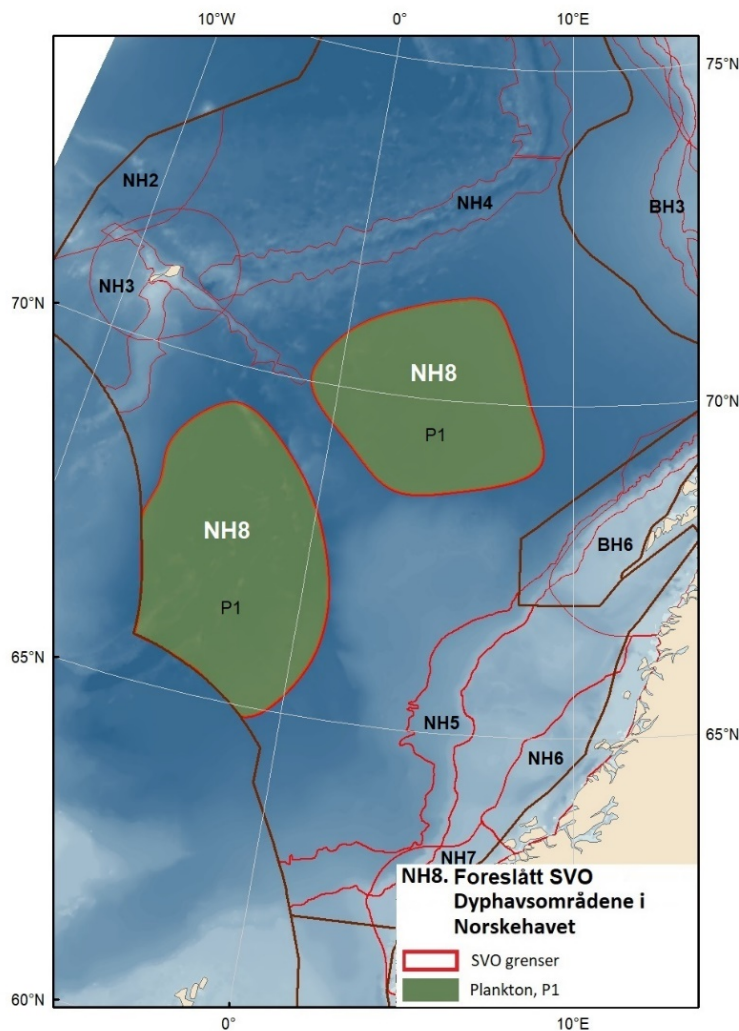 10°W 0° 10°E
75°N
NH2
NH4
BH3
NH3
70°N
NH8
70°N
P1
NH8
BH6
P1
65°N
NH5
65°N
NH6
NH7
NH8. Foreslått SVO
Dyphavsområdene i
Norskehavet
SVO grenser
Plankton, P1
60°N
0° 10°E